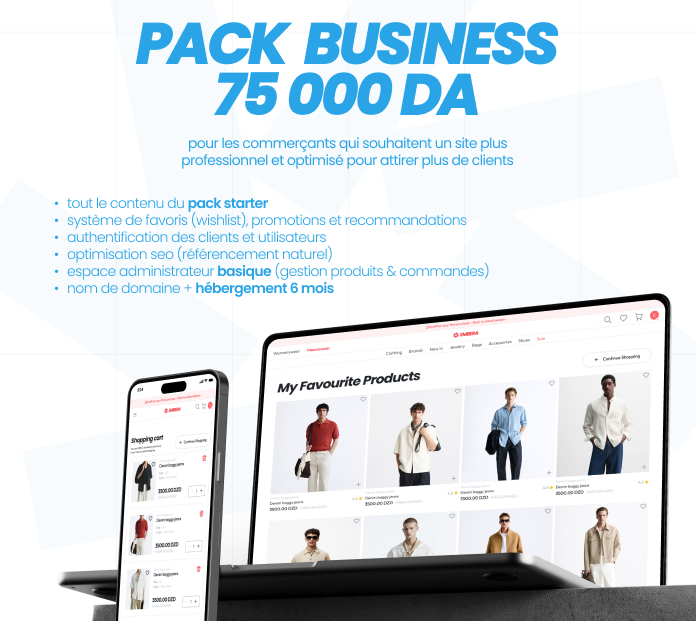 PACK BUSINESS
75 000 DA
pour les commerçants qui souhaitent un site plus
professionnel et optimisé pour attirer plus de clients
• tout le contenu du pack starter
• système de favoris (wishlist), promotions et recommandations
• authentification des clients et utilisateurs
• optimisation seo (référencement naturel)
• espace administrateur basique (gestion produits & commandes)
• nom de domaine + hébergement 6 mois
Womenswear Menswear
Clothing Brands New in Jewelry Bags Accessories Shoes Sale
← Continue Shopping
My Favourite Products
Denim baggy jeans
3500.00 DZD
Denim baggy jeans
3500.00 DZD
Denim baggy jeans
3500.00 DZD
Denim baggy jeans
3500.00 DZD
Shopping cart
← Continue Shopping
Denim baggy jeans
3500.00 DZD
- 1 +
Denim baggy jeans
3500.00 DZD
- 1 +
Denim baggy jeans
3500.00 DZD
- 1 +